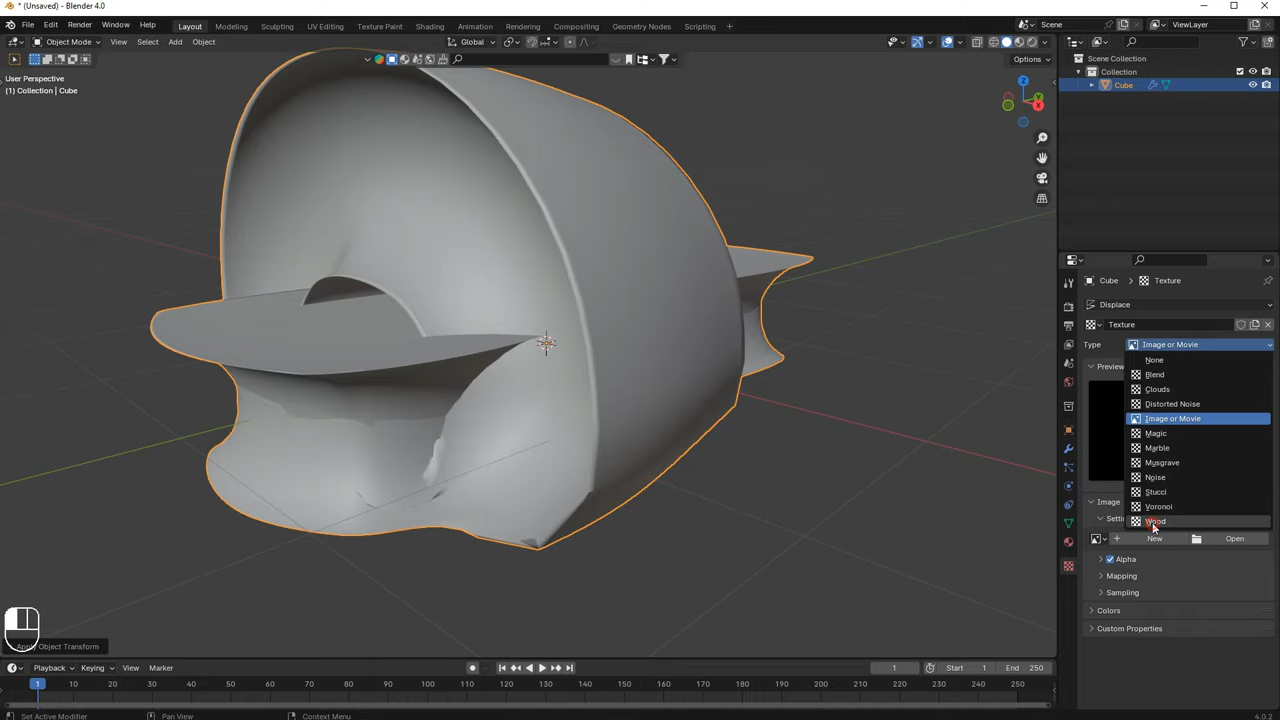 * (Unsaved) - Blender 4.0
File Edit Render Window Help Layout Modeling Sculpting UV Editing Texture Paint Shading Animation Rendering Compositing Geometry Nodes Scripting Scene ViewLayer
Object Mode View Select Add Object Global
Options
User Perspective
(1) Collection | Cube
Z
Y
X
Scene Collection
Collection
Cube
Cube Texture
Displace
Texture
Type Image or Movie
None
Preview
Blend
Clouds
Distorted Noise
Image or Movie
Magic
Marble
Musgrave
Noise
Stucci
Image
Voronoi
Wood
New Open
Alpha
Mapping
Sampling
Colors
Custom Properties
Apply Object Transform
Playback Keying View Marker 1 Start 1 End 250
1 10 20 30 40 50 60 70 80 90 100 110 120 130 140 150 160 170 180 190 200 210 220 230 240 250
Set Active Modifier Pan View Context Menu 4.0.2